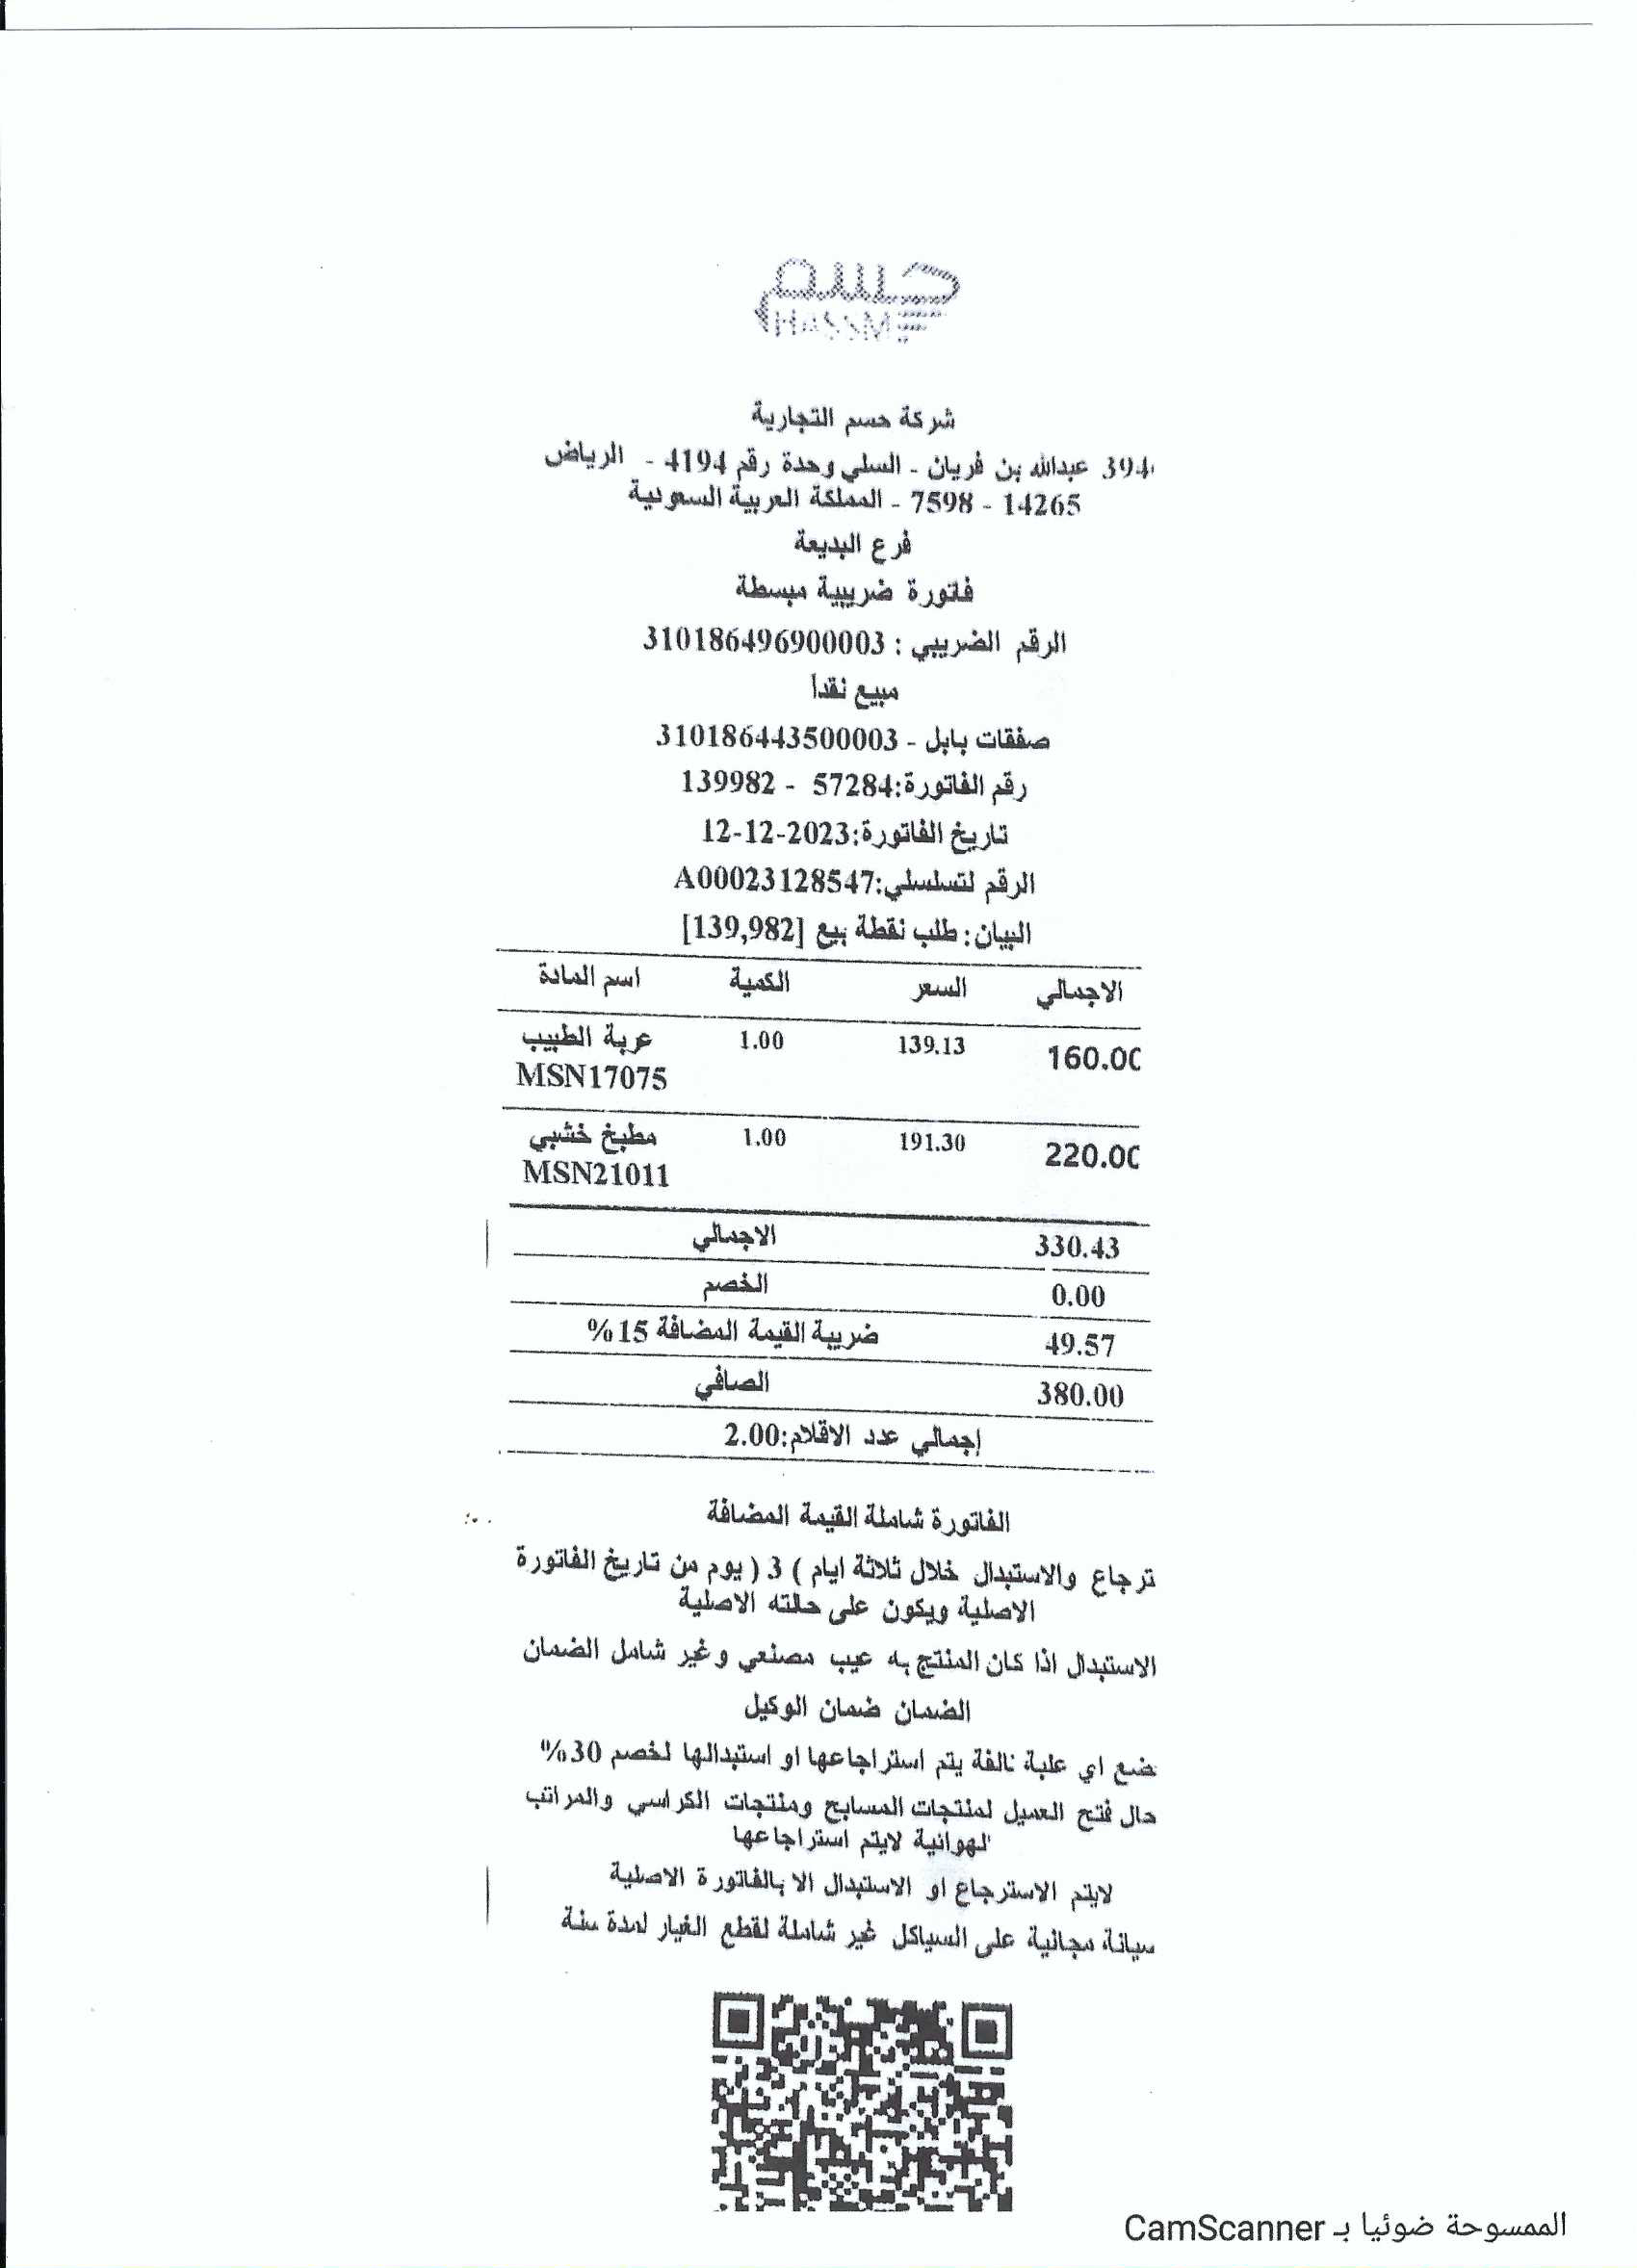 حسم
HASSM
شركة حسم التجارية
394 عبدالله بن فريان - السلي وحدة رقم 4194 - الرياض
14265 - 7598 - المملكة العربية السعودية
فرع البديعة
فاتورة ضريبية مبسطة
الرقم الضريبي : 310186496900003
مبيع نقدا
صفقات بابل - 310186443500003
رقم الفاتورة:57284 - 139982
تاريخ الفاتورة:2023-12-12
الرقم لتسلسلي:A00023128547
البيان: طلب نقطة بيع [139,982]
الاجمالي السعر الكمية اسم المادة
160.00 139.13 1.00 عربة الطبيب
MSN17075
220.00 191.30 1.00 مطبخ خشبي
MSN21011
الاجمالي 330.43
الخصم 0.00
ضريبة القيمة المضافة 15% 49.57
الصافي 380.00
إجمالي عدد الاقلام:2.00
الفاتورة شاملة القيمة المضافة
ترجاع والاستبدال خلال ثلاثة ايام ) 3 ( يوم من تاريخ الفاتورة
الاصلية ويكون على حالته الاصلية
الاستبدال اذا كان المنتج به عيب مصنعي وغير شامل الضمان
الضمان ضمان الوكيل
ضع اي علبة تالفة يتم استراجاعها او استبدالها لخصم 30%
حال فتح العميل لمنتجات المسابح ومنتجات الكراسي والمراتب
لهوائية لايتم استراجاعها
لايتم الاسترجاع او الاستبدال الا بالفاتورة الاصلية
سيانة مجانية على السياكل غير شاملة لقطع الغيار لمدة سنة
الممسوحة ضوئيا بـ CamScanner